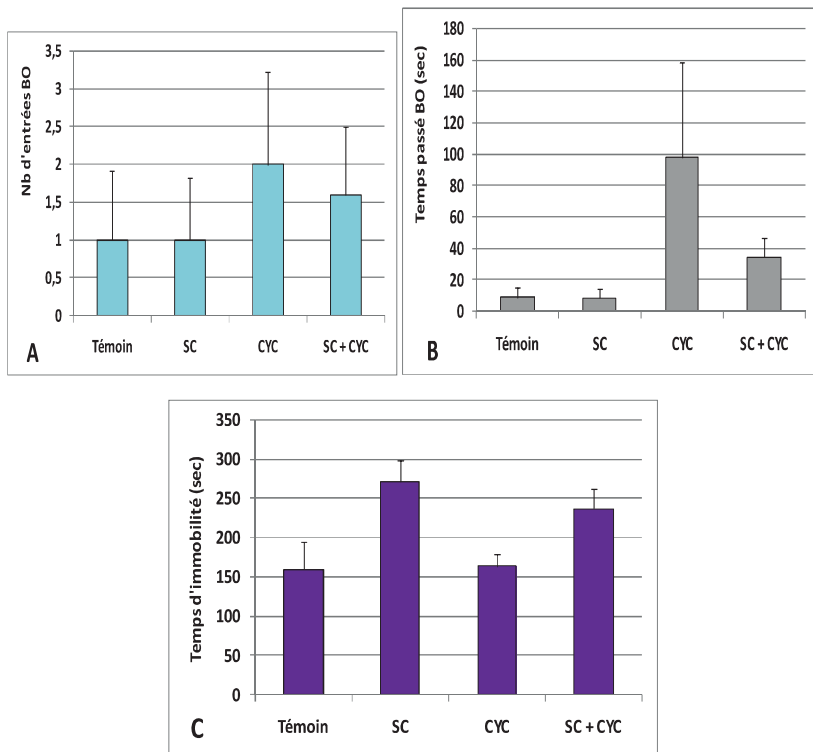 Nb d'entrées BO
3,5
3
2,5
2
1,5
1
0,5
0
Témoin SC CYC SC + CYC
A
Temps passé BO (sec)
180
160
140
120
100
80
60
40
20
0
Témoin SC CYC SC + CYC
B
Temps d'immobilité (sec)
350
300
250
200
150
100
50
0
Témoin SC CYC SC + CYC
C